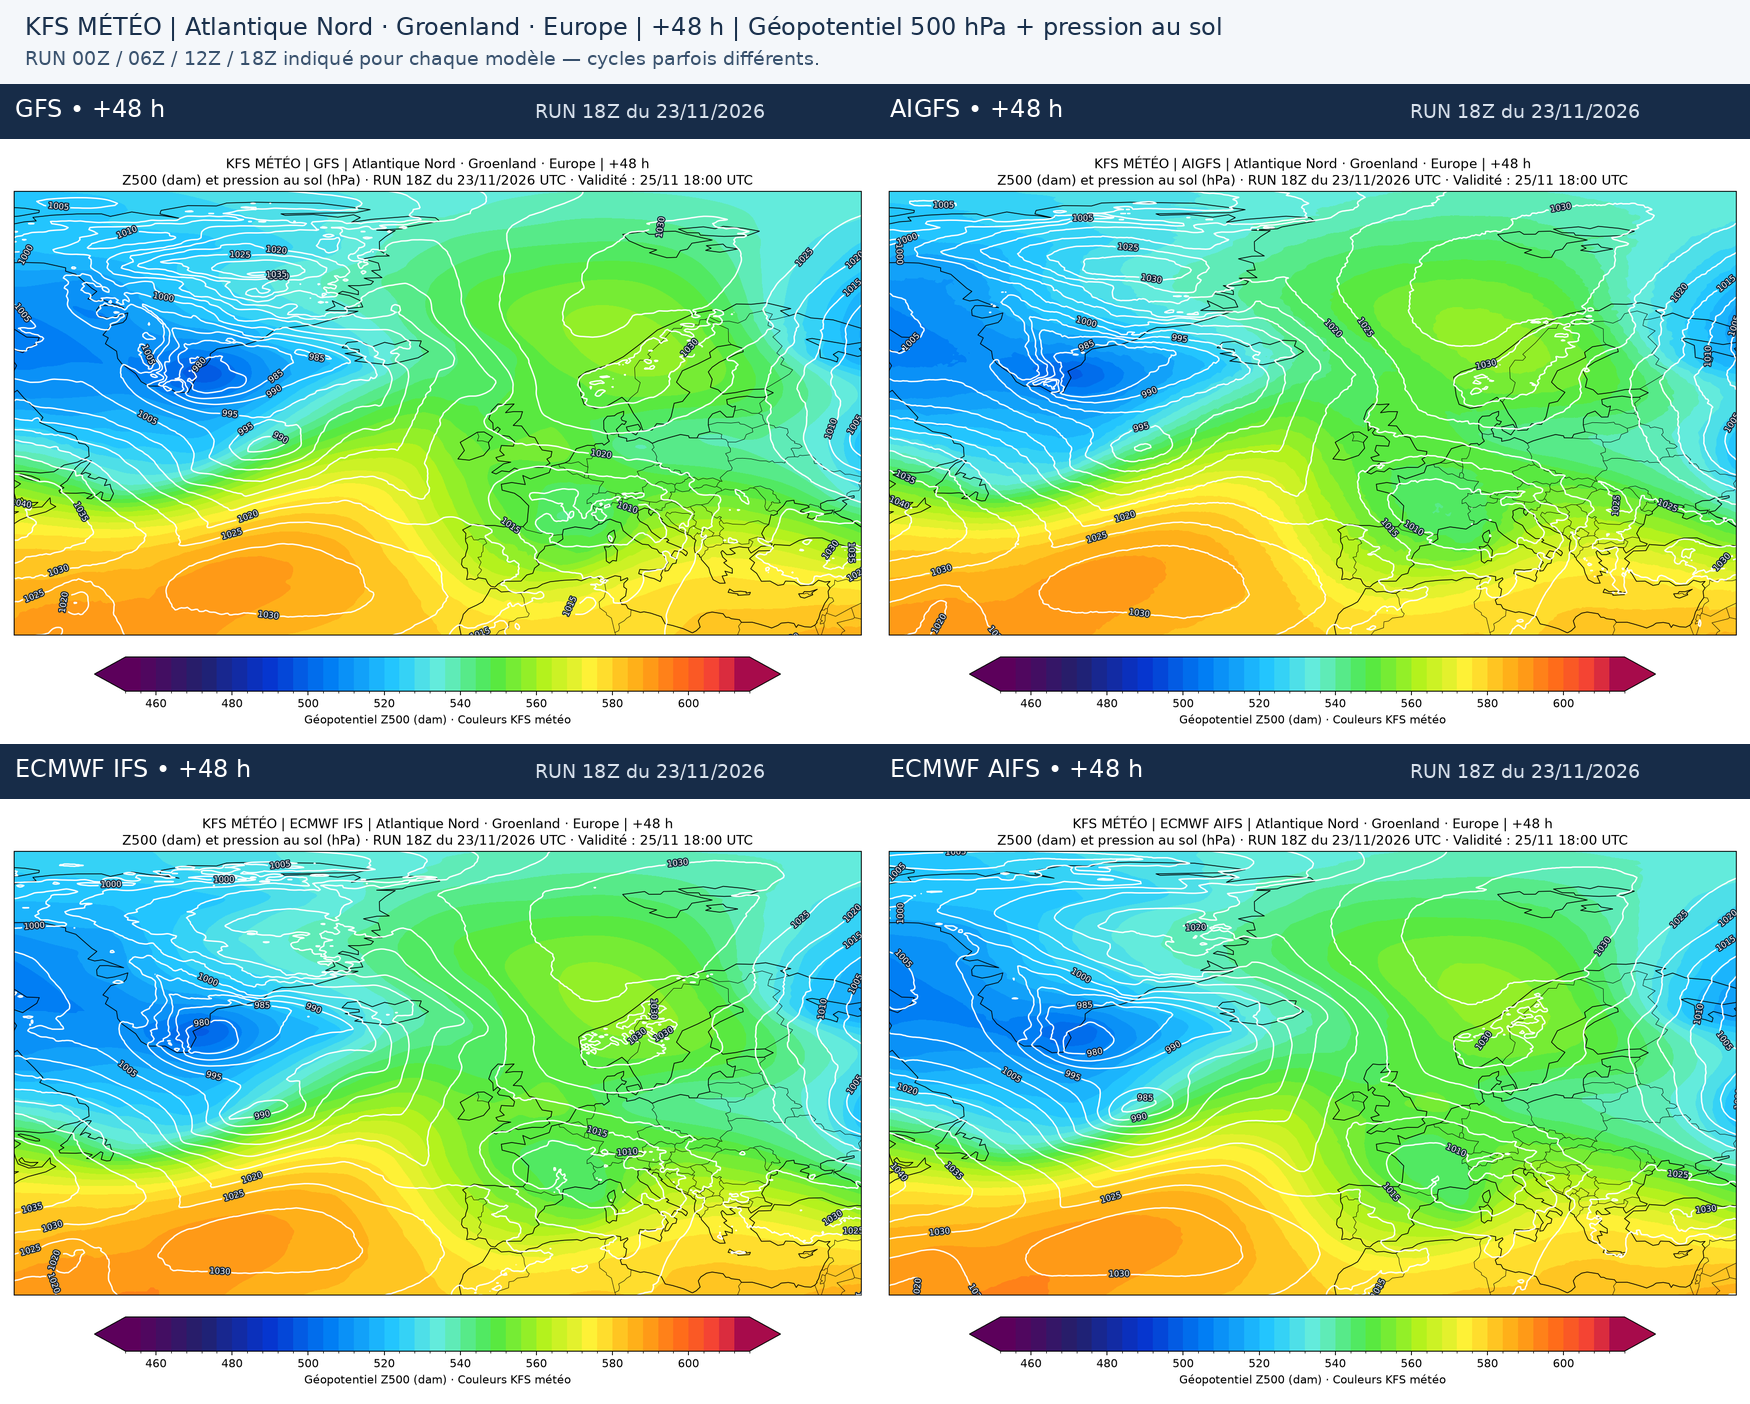 KFS MÉTÉO | Atlantique Nord · Groenland · Europe | +48 h | Géopotentiel 500 hPa + pression au sol
RUN 00Z / 06Z / 12Z / 18Z indiqué pour chaque modèle — cycles parfois différents.
GFS • +48 h RUN 18Z du 23/11/2026
KFS MÉTÉO | GFS | Atlantique Nord · Groenland · Europe | +48 h
Z500 (dam) et pression au sol (hPa) · RUN 18Z du 23/11/2026 UTC · Validité : 25/11 18:00 UTC
460 480 500 520 540 560 580 600
Géopotentiel Z500 (dam) · Couleurs KFS météo
AIGFS • +48 h RUN 18Z du 23/11/2026
KFS MÉTÉO | AIGFS | Atlantique Nord · Groenland · Europe | +48 h
Z500 (dam) et pression au sol (hPa) · RUN 18Z du 23/11/2026 UTC · Validité : 25/11 18:00 UTC
460 480 500 520 540 560 580 600
Géopotentiel Z500 (dam) · Couleurs KFS météo
ECMWF IFS • +48 h RUN 18Z du 23/11/2026
KFS MÉTÉO | ECMWF IFS | Atlantique Nord · Groenland · Europe | +48 h
Z500 (dam) et pression au sol (hPa) · RUN 18Z du 23/11/2026 UTC · Validité : 25/11 18:00 UTC
460 480 500 520 540 560 580 600
Géopotentiel Z500 (dam) · Couleurs KFS météo
ECMWF AIFS • +48 h RUN 18Z du 23/11/2026
KFS MÉTÉO | ECMWF AIFS | Atlantique Nord · Groenland · Europe | +48 h
Z500 (dam) et pression au sol (hPa) · RUN 18Z du 23/11/2026 UTC · Validité : 25/11 18:00 UTC
460 480 500 520 540 560 580 600
Géopotentiel Z500 (dam) · Couleurs KFS météo